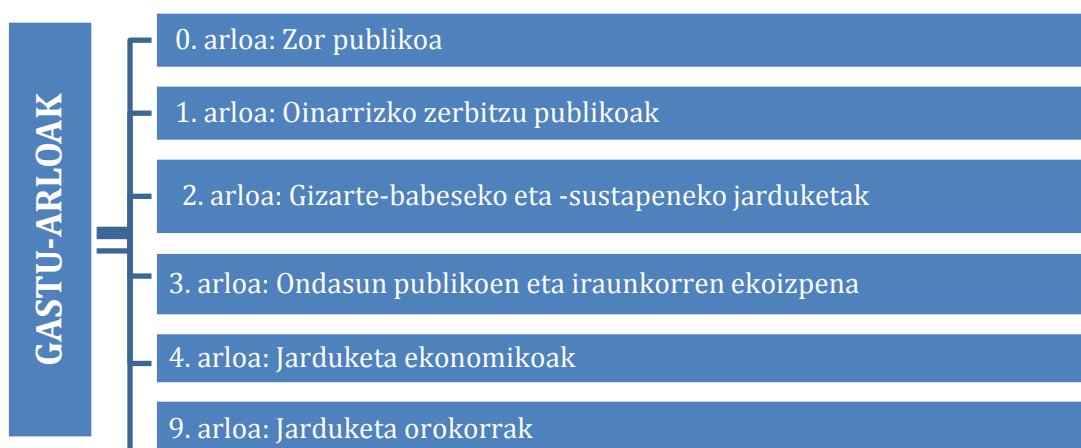 GASTU-ARLOAK
0. arloa: Zor publikoa
1. arloa: Oinarrizko zerbitzu publikoak
2. arloa: Gizarte-babeseko eta -sustapeneko jarduketak
3. arloa: Ondasun publikoen eta iraunkorren ekoizpena
4. arloa: Jarduketa ekonomikoak
9. arloa: Jarduketa orokorrak